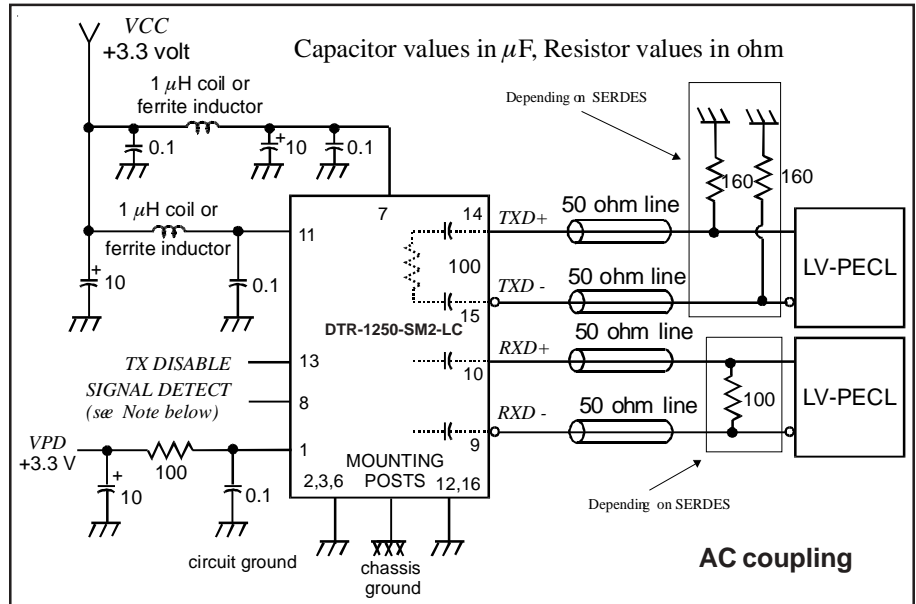 VCC
+3.3 volt
Capacitor values in µF, Resistor values in ohm
1 µH coil or
ferrite inductor
0.1
+
10
0.1
Depending on SERDES
160
160
1 µH coil or
ferrite inductor
+
10
0.1
7
11
14
100
15
DTR-1250-SM2-LC
TXD+
50 ohm line
TXD -
50 ohm line
LV-PECL
TX DISABLE
13
SIGNAL DETECT
(see Note below)
8
10
RXD+
50 ohm line
9
RXD -
50 ohm line
100
LV-PECL
VPD
+3.3 V
100
1
+
10
0.1
MOUNTING
POSTS
2,3,6
12,16
Depending on SERDES
circuit ground
chassis
ground
AC coupling